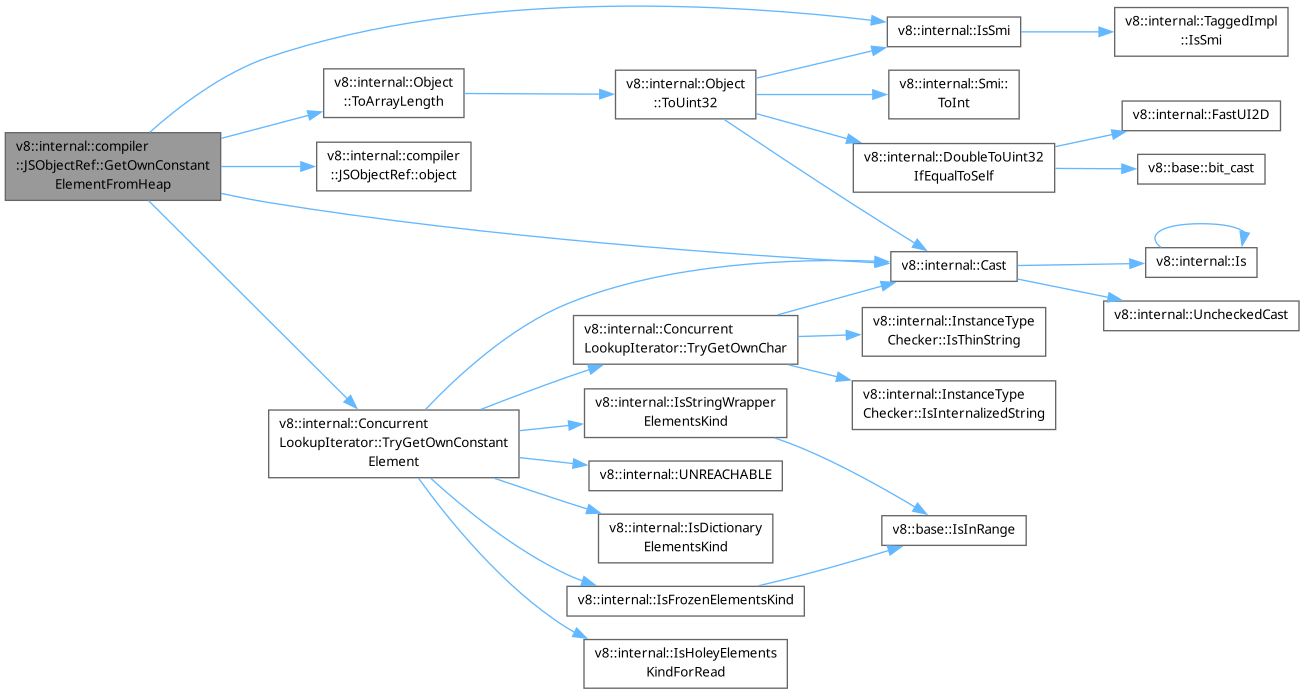 v8::internal::compiler
::JSObjectRef::GetOwnConstant
ElementFromHeap
v8::internal::Object
::ToArrayLength
v8::internal::compiler
::JSObjectRef::object
v8::internal::Concurrent
LookupIterator::TryGetOwnConstant
Element
v8::internal::Object
::ToUint32
v8::internal::Concurrent
LookupIterator::TryGetOwnChar
v8::internal::IsStringWrapper
ElementsKind
v8::internal::UNREACHABLE
v8::internal::IsDictionary
ElementsKind
v8::internal::IsFrozenElementsKind
v8::internal::IsHoleyElements
KindForRead
v8::internal::IsSmi
v8::internal::Smi::
ToInt
v8::internal::DoubleToUint32
IfEqualToSelf
v8::internal::Cast
v8::internal::InstanceType
Checker::IsThinString
v8::internal::InstanceType
Checker::IsInternalizedString
v8::base::IsInRange
v8::internal::TaggedImpl
::IsSmi
v8::internal::FastUI2D
v8::base::bit_cast
v8::internal::Is
v8::internal::UncheckedCast